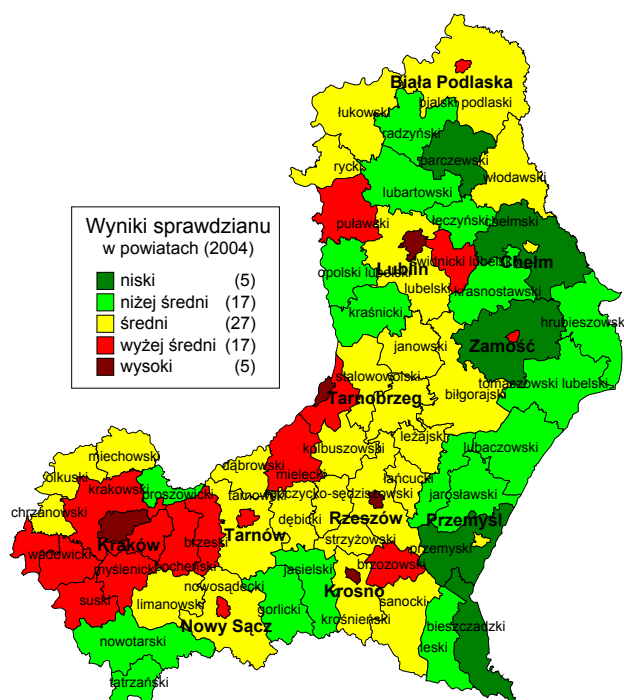 Biała Podlaska
bialski podlaski
łukowski
radzyński
parczewski
rycki
włodawski
lubartowski
puławski
łęczyński
chełmski
Wyniki sprawdzianu
w powiatach (2004)
niski (5)
niżej średni (17)
średni (27)
wyżej średni (17)
wysoki (5)
świdnicki lubelski
Chełm
opolski lubelski
Lublin
lubelski
krasnostawski
kraśnicki
hrubieszowski
janowski
Zamość
stalowowolski
tomaszowski lubelski
biłgorajski
Tarnobrzeg
leżajski
kolbuszowski
lubaczowski
miechowski
dąbrowski
olkuski
mielecki
łańcucki
krakowski
proszowicki
tarnowski
ropczycko-sędziszowski
jarosławski
chrzanowski
dębicki
Rzeszów
Przemyśl
Kraków
brzeski
Tarnów
strzyżowski
przemyski
wadowicki
myślenicki
bocheński
jasielski
brzozowski
suski
limanowski
nowosądecki
Krosno
sanocki
gorlicki
krośnieński
Nowy Sącz
bieszczadzki
nowotarski
leski
tatrzański